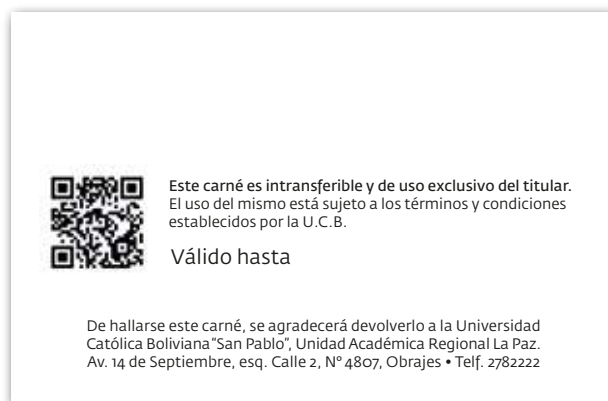 Este carné es intransferible y de uso exclusivo del titular.
El uso del mismo está sujeto a los términos y condiciones
establecidos por la U.C.B.
Válido hasta
De hallarse este carné, se agradecerá devolverlo a la Universidad
Católica Boliviana "San Pablo", Unidad Académica Regional La Paz.
Av. 14 de Septiembre, esq. Calle 2, Nº 4807, Obrajes • Telf. 2782222